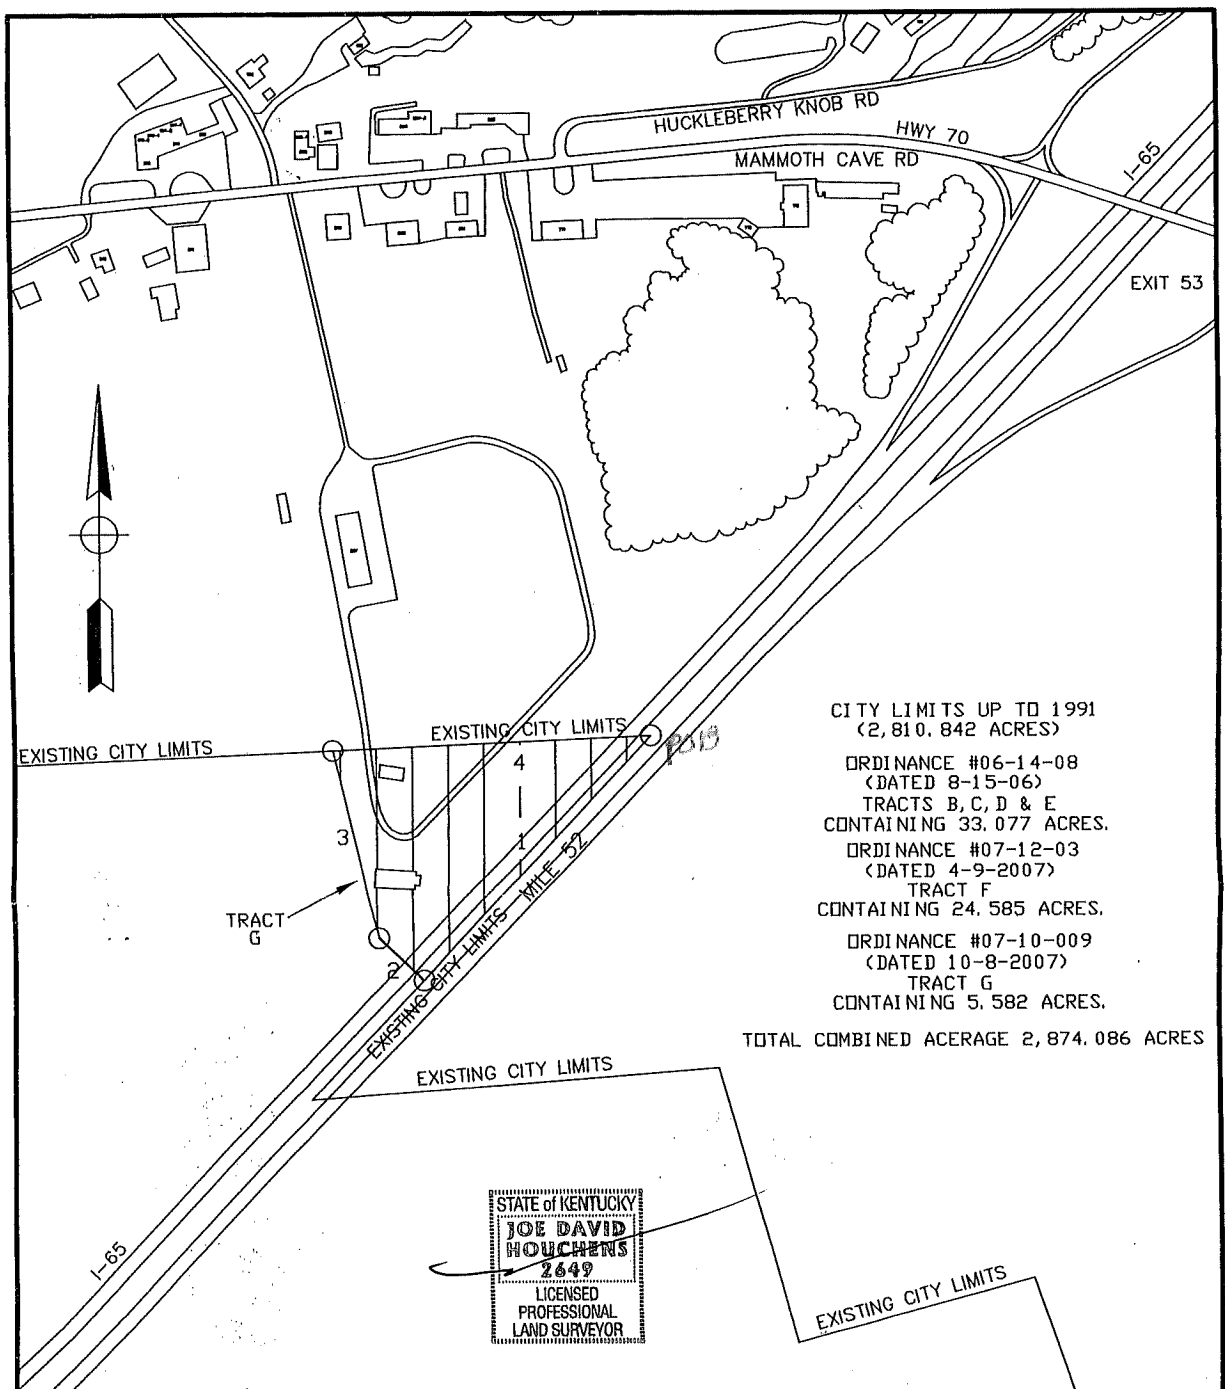 HUCKLEBERRY KNOB RD
HWY 70
MAMMOTH CAVE RD
I-65
EXIT 53
EXISTING CITY LIMITS
EXISTING CITY LIMITS
4
3
1
MILE 52
TRACT
G
2
EXISTING CITY LIMITS
CITY LIMITS UP TO 1991
(2,810.842 ACRES)
ORDINANCE #06-14-08
(DATED 8-15-06)
TRACTS B,C,D & E
CONTAINING 33.077 ACRES.
ORDINANCE #07-12-03
(DATED 4-9-2007)
TRACT F
CONTAINING 24.585 ACRES.
ORDINANCE #07-10-009
(DATED 10-8-2007)
TRACT G
CONTAINING 5.582 ACRES.
TOTAL COMBINED ACERAGE 2,874.086 ACRES
EXISTING CITY LIMITS
STATE of KENTUCKY
JOE DAVID
HOUCHENS
2649
LICENSED
PROFESSIONAL
LAND SURVEYOR
I-65
EXISTING CITY LIMITS